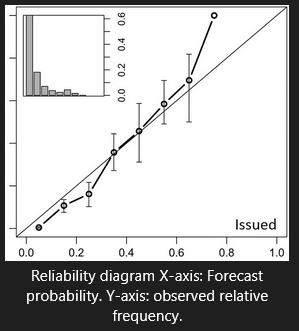 0.0 0.2 0.4 0.6
Issued
0.0 0.2 0.4 0.6 0.8 1.0
Reliability diagram X-axis: Forecast
probability. Y-axis: observed relative
frequency.